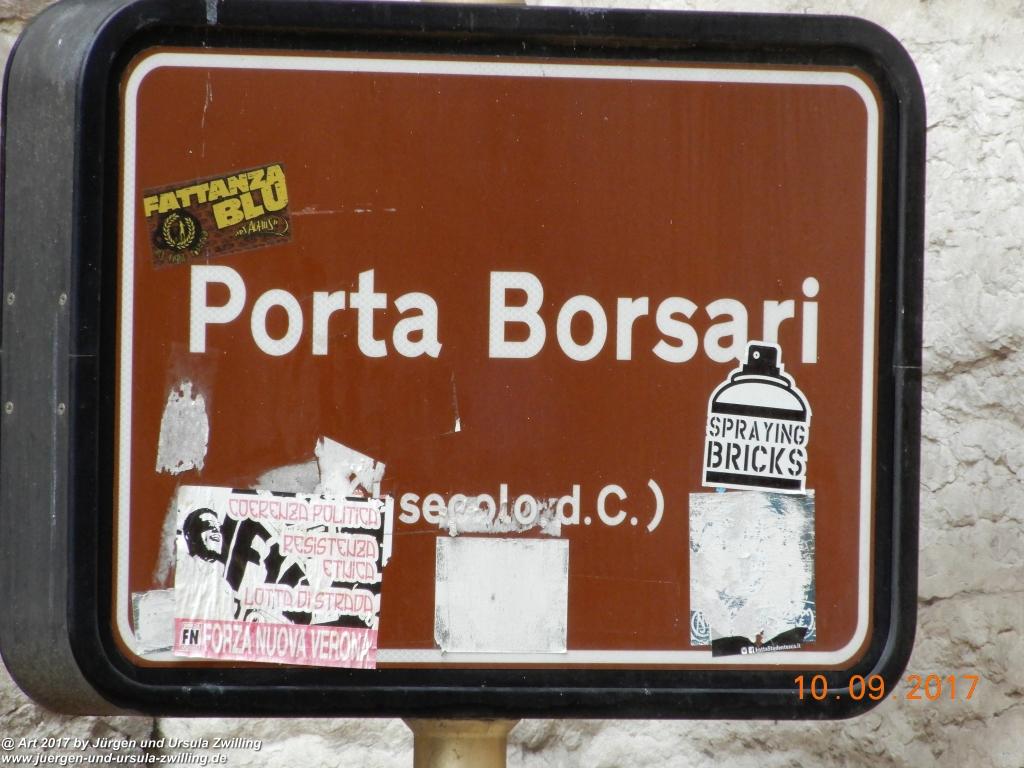 FATTANZA
BLU
Porta Borsari
SPRAYING
BRICKS
secolo d.C.)
COERENZA POLITICA
RESISTENZA
ETNICA
LOTTA DI STRADA
FN FORZA NUOVA VERONA
10.09.2017
@ Art 2017 by Jürgen und Ursula Zwilling
www.juergen-und-ursula-zwilling.de